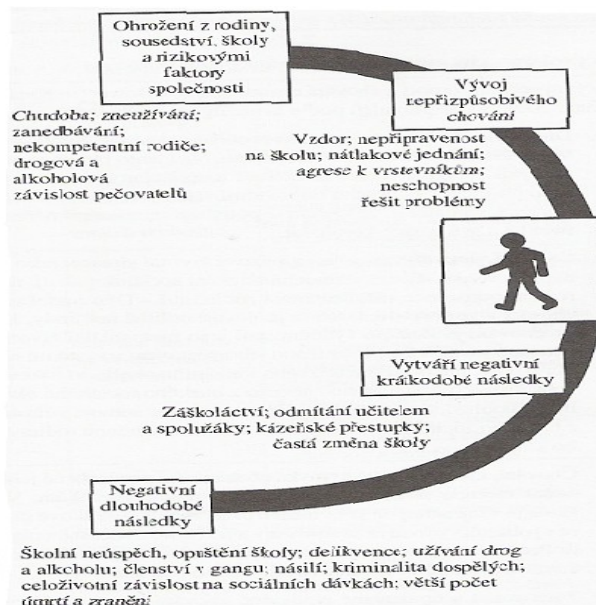 Ohrožení z rodiny,
sousedství, školy
a rizikovými
faktory
společnosti
Chudoba; zneužívání;
zanedbávání;
nekompetentní rodiče;
drogová a
alkoholová
závislost pečovatelů
Vývoj
nepřizpůsobivého
chování
Vzdor; nepřipravenost
na školu; nátlakové jednání;
agrese k vrstevníkům;
neschopnost
řešit problémy
Vytváří negativní
krátkodobé následky
Záškoláctví; odmítání učitelem
a spolužáky; kázeňské přestupky;
častá změna školy
Negativní
dlouhodobé
následky
Školní neúspěch, opuštění školy; delikvence; užívání drog
a alkoholu; členství v gangu; násilí; kriminalita dospělých;
celoživotní závislost na sociálních dávkách; větší počet
úmrtí a zranění